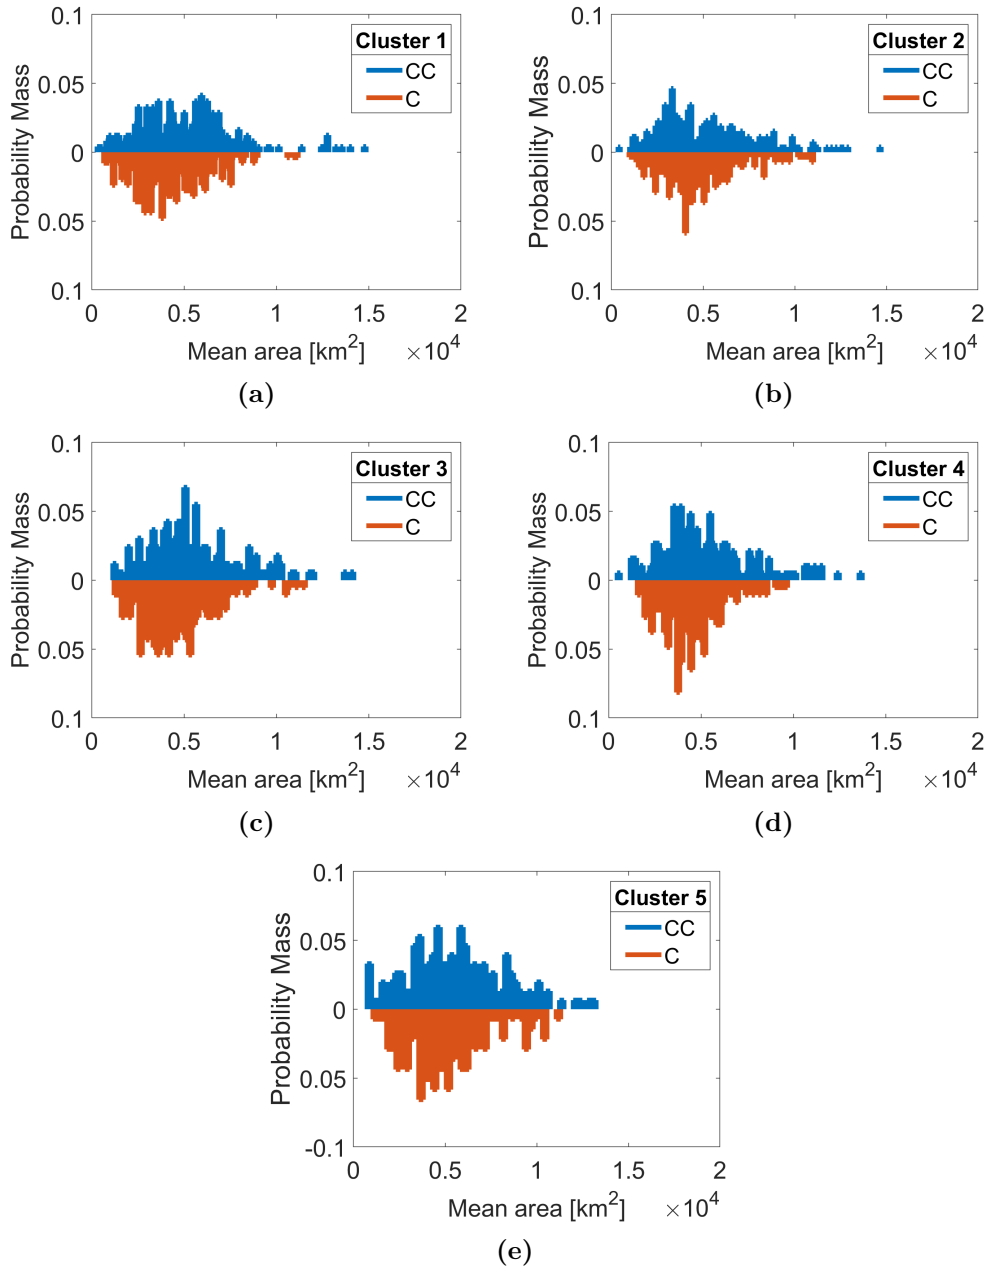 0.1
Cluster 1
CC
C
0.05
0
0.05
0.1
Probability Mass
0 0.5 1 1.5 2
Mean area [km²] ×10⁴
(a)
0.1
Cluster 2
CC
C
0.05
0
0.05
0.1
Probability Mass
0 0.5 1 1.5 2
Mean area [km²] ×10⁴
(b)
0.1
Cluster 3
CC
C
0.05
0
0.05
0.1
Probability Mass
0 0.5 1 1.5 2
Mean area [km²] ×10⁴
(c)
0.1
Cluster 4
CC
C
0.05
0
0.05
0.1
Probability Mass
0 0.5 1 1.5 2
Mean area [km²] ×10⁴
(d)
0.1
Cluster 5
CC
C
0.05
0
0.05
-0.1
Probability Mass
0 0.5 1 1.5 2
Mean area [km²] ×10⁴
(e)